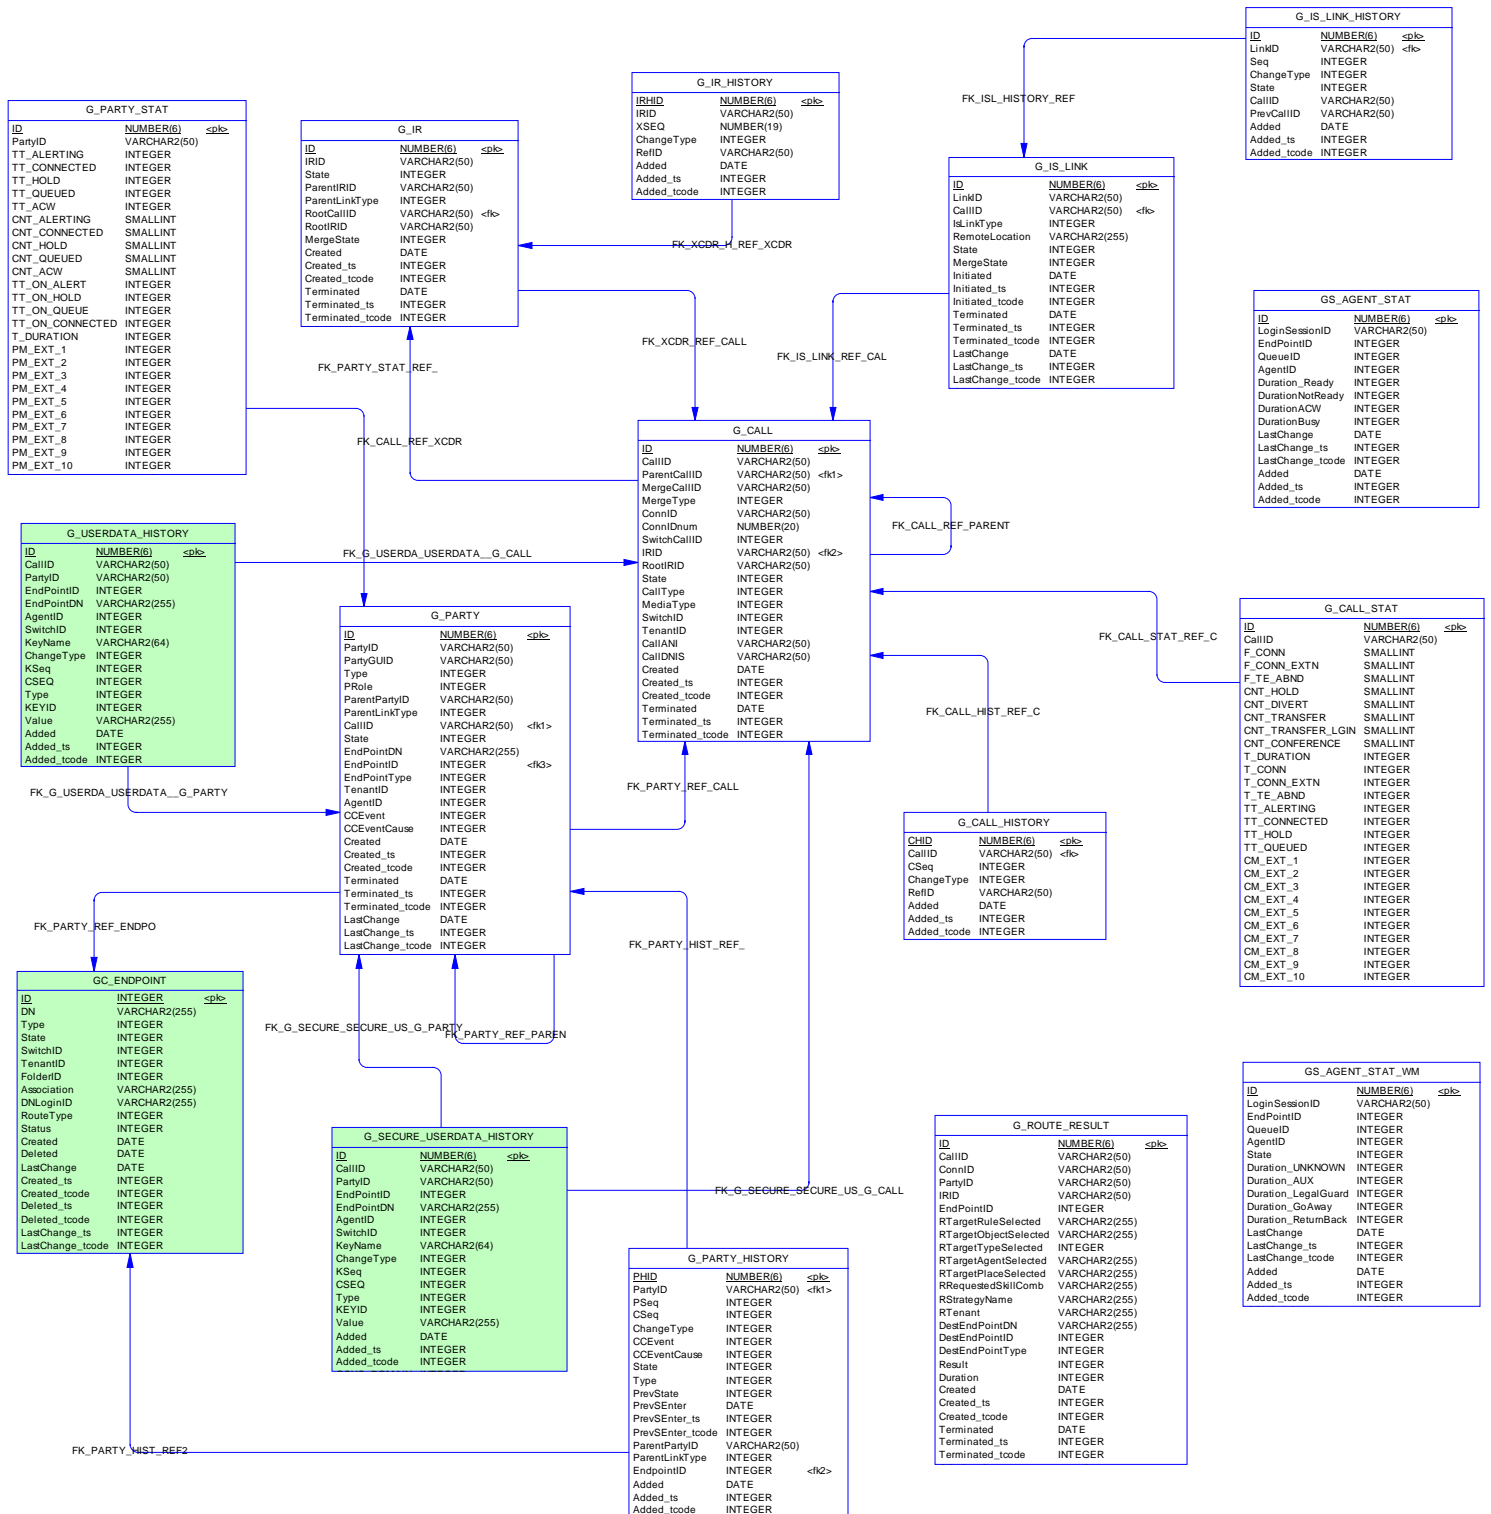 G_IS_LINK_HISTORY
ID NUMBER(6) <pk>
LinkID VARCHAR2(50) <fk>
Seq INTEGER
ChangeType INTEGER
State INTEGER
CallID VARCHAR2(50)
PrevCallID VARCHAR2(50)
Added DATE
Added_ts INTEGER
Added_tcode INTEGER
FK_ISL_HISTORY_REF
G_IR_HISTORY
IRHID NUMBER(6) <pk>
IRID VARCHAR2(50)
XSEQ NUMBER(19)
ChangeType INTEGER
RefID VARCHAR2(50)
Added DATE
Added_ts INTEGER
Added_tcode INTEGER
FK_XCDR_H_REF_XCDR
G_PARTY_STAT
ID NUMBER(6) <pk>
PartyID VARCHAR2(50)
TT_ALERTING INTEGER
TT_CONNECTED INTEGER
TT_HOLD INTEGER
TT_QUEUED INTEGER
TT_ACW INTEGER
CNT_ALERTING SMALLINT
CNT_CONNECTED SMALLINT
CNT_HOLD SMALLINT
CNT_QUEUED SMALLINT
CNT_ACW SMALLINT
TT_ON_ALERT INTEGER
TT_ON_HOLD INTEGER
TT_ON_QUEUE INTEGER
TT_ON_CONNECTED INTEGER
T_DURATION INTEGER
PM_EXT_1 INTEGER
PM_EXT_2 INTEGER
PM_EXT_3 INTEGER
PM_EXT_4 INTEGER
PM_EXT_5 INTEGER
PM_EXT_6 INTEGER
PM_EXT_7 INTEGER
PM_EXT_8 INTEGER
PM_EXT_9 INTEGER
PM_EXT_10 INTEGER
G_IR
ID NUMBER(6) <pk>
IRID VARCHAR2(50)
State INTEGER
ParentIRID VARCHAR2(50)
ParentLinkType INTEGER
RootCallID VARCHAR2(50) <fk>
RootIRID VARCHAR2(50)
MergeState INTEGER
Created DATE
Created_ts INTEGER
Created_tcode INTEGER
Terminated DATE
Terminated_ts INTEGER
Terminated_tcode INTEGER
G_IS_LINK
ID NUMBER(6) <pk>
LinkID VARCHAR2(50)
CallID VARCHAR2(50) <fk>
IsLinkType INTEGER
RemoteLocation VARCHAR2(255)
State INTEGER
MergeState INTEGER
Initiated DATE
Initiated_ts INTEGER
Initiated_tcode INTEGER
Terminated DATE
Terminated_ts INTEGER
Terminated_tcode INTEGER
LastChange DATE
LastChange_ts INTEGER
LastChange_tcode INTEGER
GS_AGENT_STAT
ID NUMBER(6) <pk>
LoginSessionID VARCHAR2(50)
EndPointID INTEGER
QueueID INTEGER
AgentID INTEGER
Duration_Ready INTEGER
DurationNotReady INTEGER
DurationACW INTEGER
DurationBusy INTEGER
LastChange DATE
LastChange_ts INTEGER
LastChange_tcode INTEGER
Added DATE
Added_ts INTEGER
Added_tcode INTEGER
FK_XCDR_REF_CALL
FK_IS_LINK_REF_CAL
FK_PARTY_STAT_REF_
FK_CALL_REF_XCDR
G_CALL
ID NUMBER(6) <pk>
CallID VARCHAR2(50)
ParentCallID VARCHAR2(50) <fk1>
MergeCallID VARCHAR2(50)
MergeType INTEGER
ConnID VARCHAR2(50)
ConnIDnum NUMBER(20)
SwitchCallID INTEGER
IRID VARCHAR2(50) <fk2>
RootIRID VARCHAR2(50)
State INTEGER
CallType INTEGER
MediaType INTEGER
SwitchID INTEGER
TenantID INTEGER
CallANI VARCHAR2(50)
CallDNIS VARCHAR2(50)
Created DATE
Created_ts INTEGER
Created_tcode INTEGER
Terminated DATE
Terminated_ts INTEGER
Terminated_tcode INTEGER
FK_CALL_REF_PARENT
G_USERDATA_HISTORY
ID NUMBER(6) <pk>
CallID VARCHAR2(50)
PartyID VARCHAR2(50)
EndPointID INTEGER
EndPointDN VARCHAR2(255)
AgentID INTEGER
SwitchID INTEGER
KeyName VARCHAR2(64)
ChangeType INTEGER
KSeq INTEGER
CSEQ INTEGER
Type INTEGER
KEYID INTEGER
Value VARCHAR2(255)
Added DATE
Added_ts INTEGER
Added_tcode INTEGER
FK_G_USERDA_USERDATA__G_CALL
FK_G_USERDA_USERDATA__G_PARTY
G_PARTY
ID NUMBER(6) <pk>
PartyID VARCHAR2(50)
PartyGUID VARCHAR2(50)
Type INTEGER
PRole INTEGER
ParentPartyID VARCHAR2(50)
ParentLinkType INTEGER
CallID VARCHAR2(50) <fk1>
State INTEGER
EndPointDN VARCHAR2(255)
EndPointID INTEGER <fk3>
EndPointType INTEGER
TenantID INTEGER
AgentID INTEGER
CCEvent INTEGER
CCEventCause INTEGER
Created DATE
Created_ts INTEGER
Created_tcode INTEGER
Terminated DATE
Terminated_ts INTEGER
Terminated_tcode INTEGER
LastChange DATE
LastChange_ts INTEGER
LastChange_tcode INTEGER
G_CALL_STAT
ID NUMBER(6) <pk>
CallID VARCHAR2(50)
F_CONN SMALLINT
F_CONN_EXTN SMALLINT
F_TE_ABND SMALLINT
CNT_HOLD SMALLINT
CNT_DIVERT SMALLINT
CNT_TRANSFER SMALLINT
CNT_TRANSFER_LGIN SMALLINT
CNT_CONFERENCE SMALLINT
T_DURATION INTEGER
T_CONN INTEGER
T_CONN_EXTN INTEGER
T_TE_ABND INTEGER
TT_ALERTING INTEGER
TT_CONNECTED INTEGER
TT_HOLD INTEGER
TT_QUEUED INTEGER
CM_EXT_1 INTEGER
CM_EXT_2 INTEGER
CM_EXT_3 INTEGER
CM_EXT_4 INTEGER
CM_EXT_5 INTEGER
CM_EXT_6 INTEGER
CM_EXT_7 INTEGER
CM_EXT_8 INTEGER
CM_EXT_9 INTEGER
CM_EXT_10 INTEGER
FK_CALL_STAT_REF_C
FK_CALL_HIST_REF_C
FK_PARTY_REF_CALL
G_CALL_HISTORY
CHID NUMBER(6) <pk>
CallID VARCHAR2(50) <fk>
CSeq INTEGER
ChangeType INTEGER
RefID VARCHAR2(50)
Added DATE
Added_ts INTEGER
Added_tcode INTEGER
FK_PARTY_REF_ENDPO
FK_PARTY_HIST_REF_
GC_ENDPOINT
ID INTEGER <pk>
DN VARCHAR2(255)
Type INTEGER
State INTEGER
SwitchID INTEGER
TenantID INTEGER
FolderID INTEGER
Association VARCHAR2(255)
DNLoginID VARCHAR2(255)
RouteType INTEGER
Status INTEGER
Created DATE
Deleted DATE
LastChange DATE
Created_ts INTEGER
Created_tcode INTEGER
Deleted_ts INTEGER
Deleted_tcode INTEGER
LastChange_ts INTEGER
LastChange_tcode INTEGER
FK_G_SECURE_SECURE_US_G_PARTY
FK_PARTY_REF_PAREN
G_SECURE_USERDATA_HISTORY
ID NUMBER(6) <pk>
CallID VARCHAR2(50)
PartyID VARCHAR2(50)
EndPointID INTEGER
EndPointDN VARCHAR2(255)
AgentID INTEGER
SwitchID INTEGER
KeyName VARCHAR2(64)
ChangeType INTEGER
KSeq INTEGER
CSEQ INTEGER
Type INTEGER
KEYID INTEGER
Value VARCHAR2(255)
Added DATE
Added_ts INTEGER
Added_tcode INTEGER
FK_G_SECURE_SECURE_US_G_CALL
G_ROUTE_RESULT
ID NUMBER(6) <pk>
CallID VARCHAR2(50)
ConnID VARCHAR2(50)
PartyID VARCHAR2(50)
IRID VARCHAR2(50)
EndPointID INTEGER
RTargetRuleSelected VARCHAR2(255)
RTargetObjectSelected VARCHAR2(255)
RTargetTypeSelected INTEGER
RTargetAgentSelected VARCHAR2(255)
RTargetPlaceSelected VARCHAR2(255)
RRequestedSkillComb VARCHAR2(255)
RStrategyName VARCHAR2(255)
RTenant VARCHAR2(255)
DestEndPointDN VARCHAR2(255)
DestEndPointID INTEGER
DestEndPointType INTEGER
Result INTEGER
Duration INTEGER
Created DATE
Created_ts INTEGER
Created_tcode INTEGER
Terminated DATE
Terminated_ts INTEGER
Terminated_tcode INTEGER
GS_AGENT_STAT_WM
ID NUMBER(6) <pk>
LoginSessionID VARCHAR2(50)
EndPointID INTEGER
QueueID INTEGER
AgentID INTEGER
State INTEGER
Duration_UNKNOWN INTEGER
Duration_AUX INTEGER
Duration_LegalGuard INTEGER
Duration_GoAway INTEGER
Duration_ReturnBack INTEGER
LastChange DATE
LastChange_ts INTEGER
LastChange_tcode INTEGER
Added DATE
Added_ts INTEGER
Added_tcode INTEGER
G_PARTY_HISTORY
PHID NUMBER(6) <pk>
PartyID VARCHAR2(50) <fk1>
PSeq INTEGER
CSeq INTEGER
ChangeType INTEGER
CCEvent INTEGER
CCEventCause INTEGER
State INTEGER
Type INTEGER
PrevState INTEGER
PrevSEnter DATE
PrevSEnter_ts INTEGER
PrevSEnter_tcode INTEGER
ParentPartyID VARCHAR2(50)
ParentLinkType INTEGER
EndpointID INTEGER <fk2>
Added DATE
Added_ts INTEGER
Added_tcode INTEGER
FK_PARTY_HIST_REF2